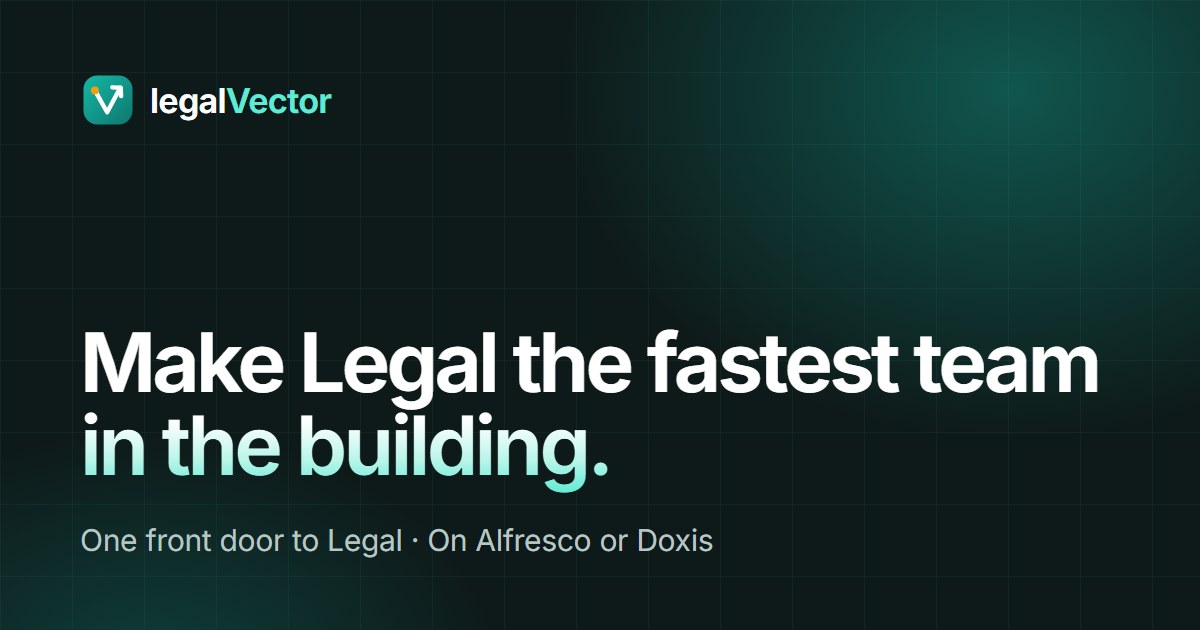 legalVector
Make Legal the fastest team
in the building.
One front door to Legal · On Alfresco or Doxis